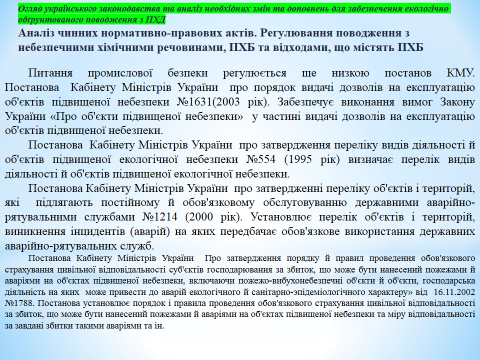 Огляд українського законодавства та аналіз необхідних змін та доповнень для забезпечення екологічно
обґрунтованого поводження з ПХД
Аналіз чинних нормативно-правових актів. Регулювання поводження з
небезпечними хімічними речовинами, ПХБ та відходами, що містять ПХБ
Питання промислової безпеки регулюється ще низкою постанов КМУ.
Постанова Кабінету Міністрів України про порядок видачі дозволів на експлуатацію
об'єктів підвищеної небезпеки №1631(2003 рік). Забезпечує виконання вимог Закону
України «Про об'єкти підвищеної небезпеки» у частині видачі дозволів на експлуатацію
об'єктів підвищеної небезпеки.
Постанова Кабінету Міністрів України про затвердження переліку видів діяльності й
об'єктів підвищеної екологічної небезпеки №554 (1995 рік) визначає перелік видів
діяльності й об'єктів підвищеної екологічної небезпеки.
Постанова Кабінету Міністрів України про затвердженні переліку об'єктів і територій,
які підлягають постійному й обов'язковому обслуговуванню державними аварійно-
рятувальними службами №1214 (2000 рік). Установлює перелік об'єктів і територій,
виникнення інцидентів (аварій) на яких передбачає обов'язкове використання державних
аварійно-рятувальних служб.
Постанова Кабінету Міністрів України Про затвердження порядку й правил проведення обов'язкового
страхування цивільної відповідальності суб'єктів господарювання за збиток, що може бути нанесений пожежами й
аваріями на об'єктах підвищеної небезпеки, включаючи пожежо-вибухонебезпечні об'єкти й об'єкти, господарська
діяльність на яких може привести до аварій екологічного й санітарно-епідеміологічного характеру» від 16.11.2002
№1788. Постанова установлює порядок і правила проведення обов'язкового страхування цивільної відповідальності
за збиток, що може бути нанесений пожежами й аваріями на об'єктах підвищеної небезпеки та міру відповідальності
за завдані збитки такими аваріями та ін.